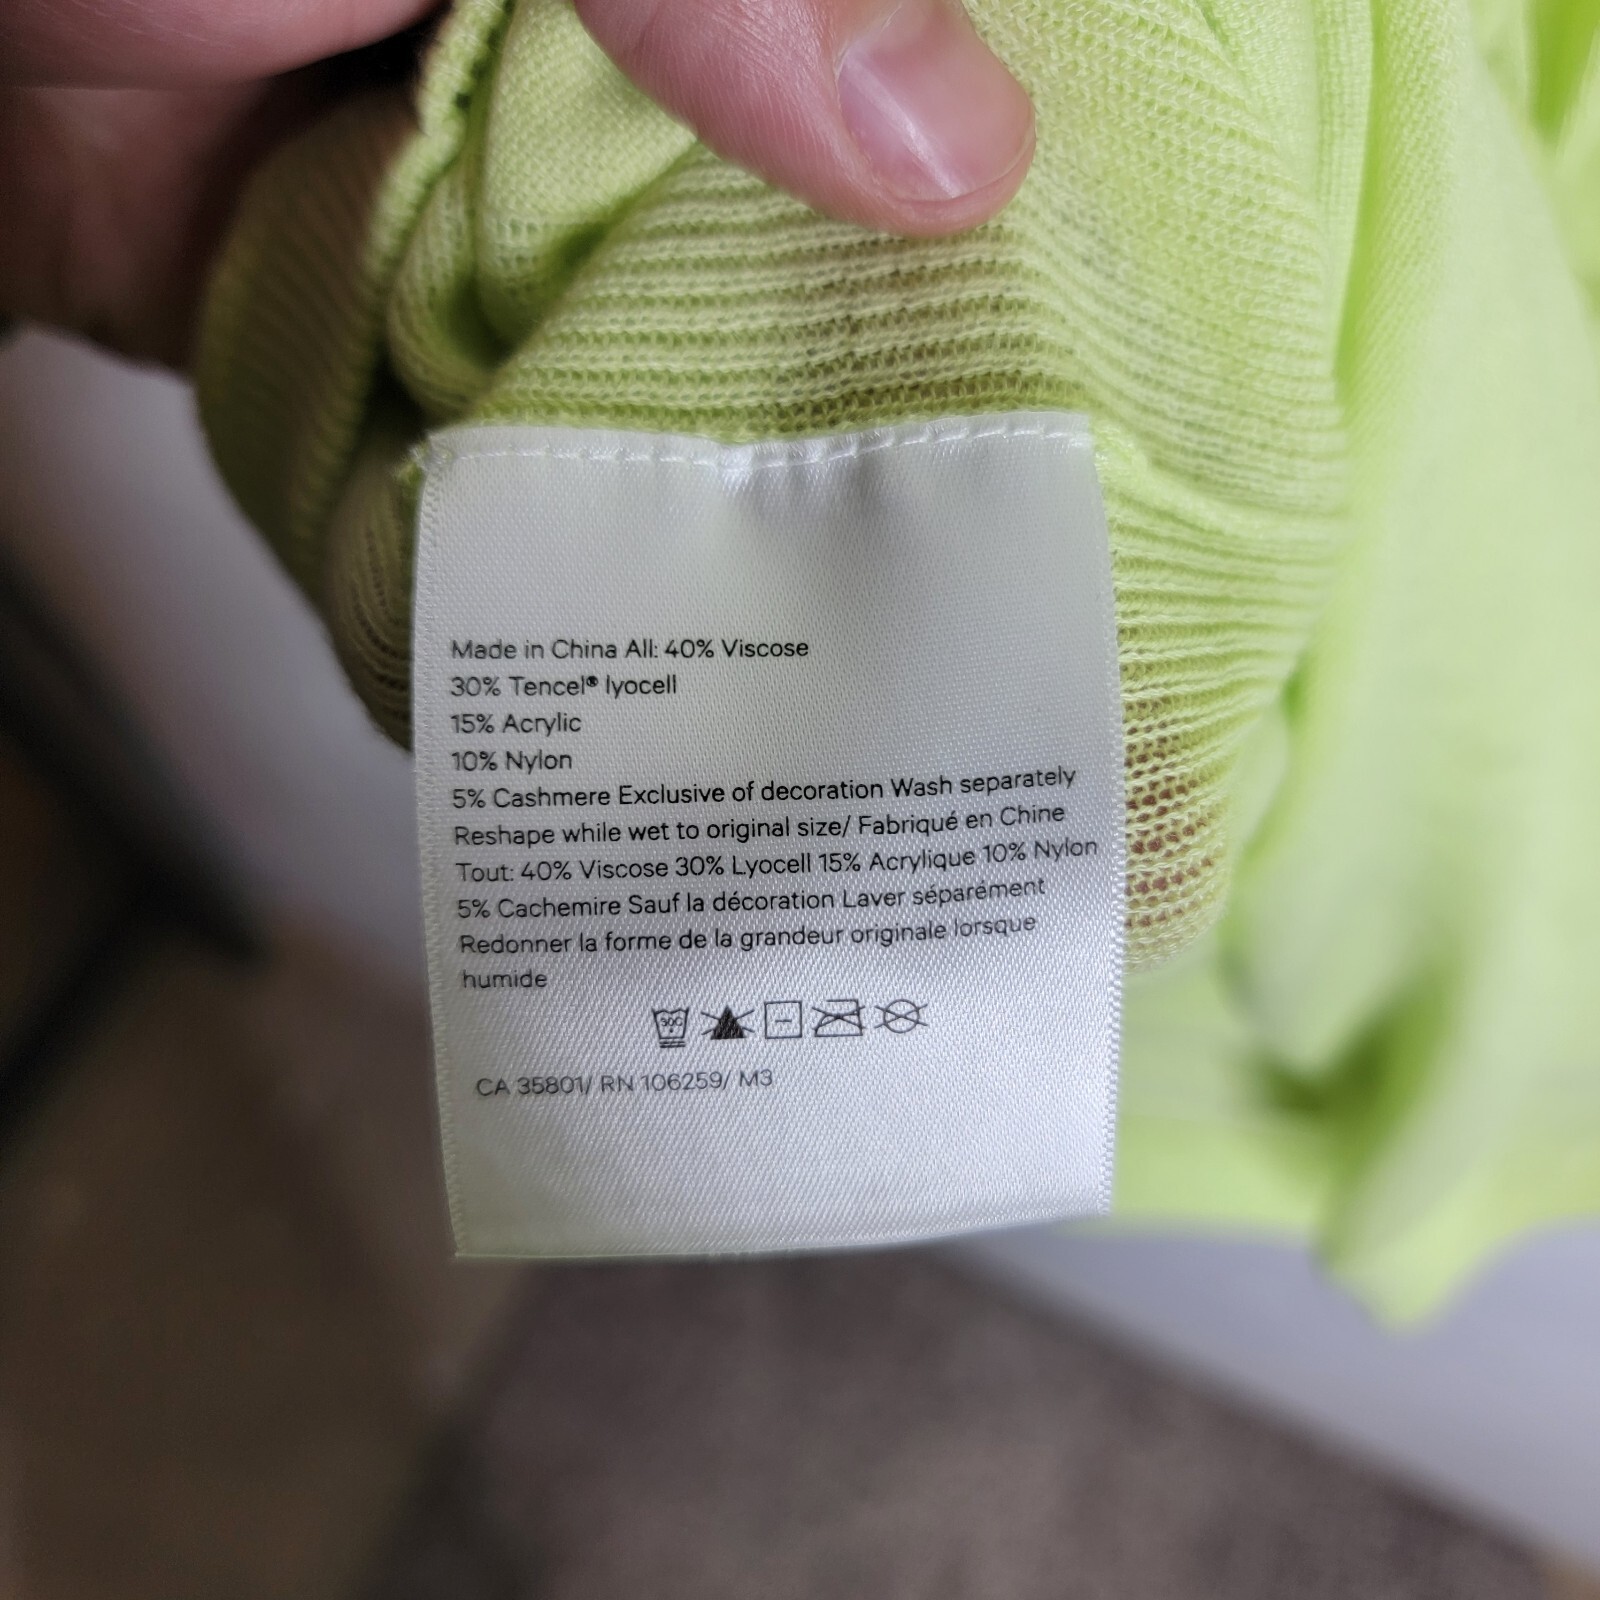 Made in China All: 40% Viscose
30% Tencel® lyocell
15% Acrylic
10% Nylon
5% Cashmere Exclusive of decoration Wash separately
Reshape while wet to original size/ Fabriqué en Chine
Tout: 40% Viscose 30% Lyocell 15% Acrylique 10% Nylon
5% Cachemire Sauf la décoration Laver séparément
Redonner la forme de la grandeur originale lorsque
humide
30C
CA 35801/ RN 106259/ M3